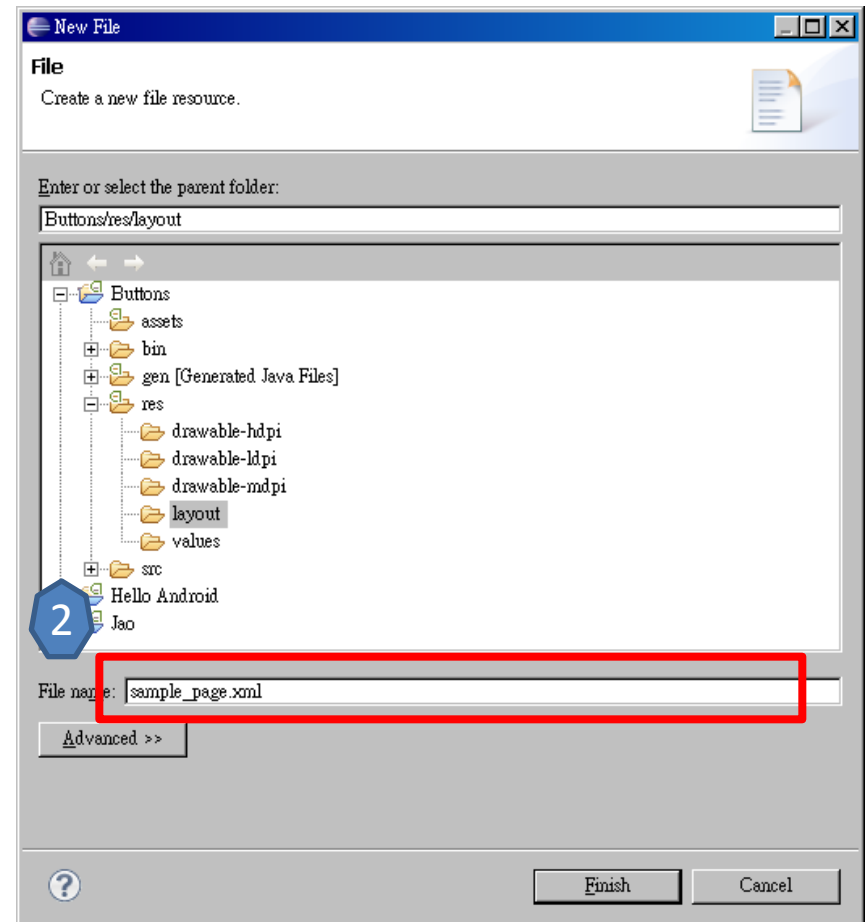 New File
File
Create a new file resource.
Enter or select the parent folder:
Buttons/res/layout
Buttons
assets
bin
gen [Generated Java Files]
res
drawable-hdpi
drawable-ldpi
drawable-mdpi
layout
values
src
Hello Android
2
Jao
File name: sample_page.xml
Advanced >>
?
Finish
Cancel